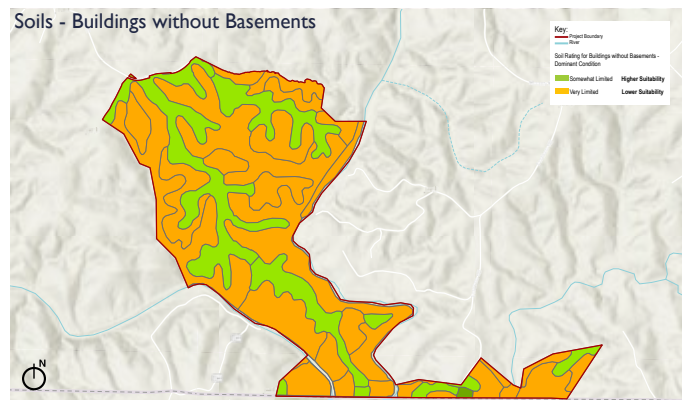 Soils - Buildings without Basements
Key:
Project Boundary
River
Soil Rating for Buildings without Basements -
Dominant Condition
Somewhat Limited Higher Suitability
Very Limited Lower Suitability
N